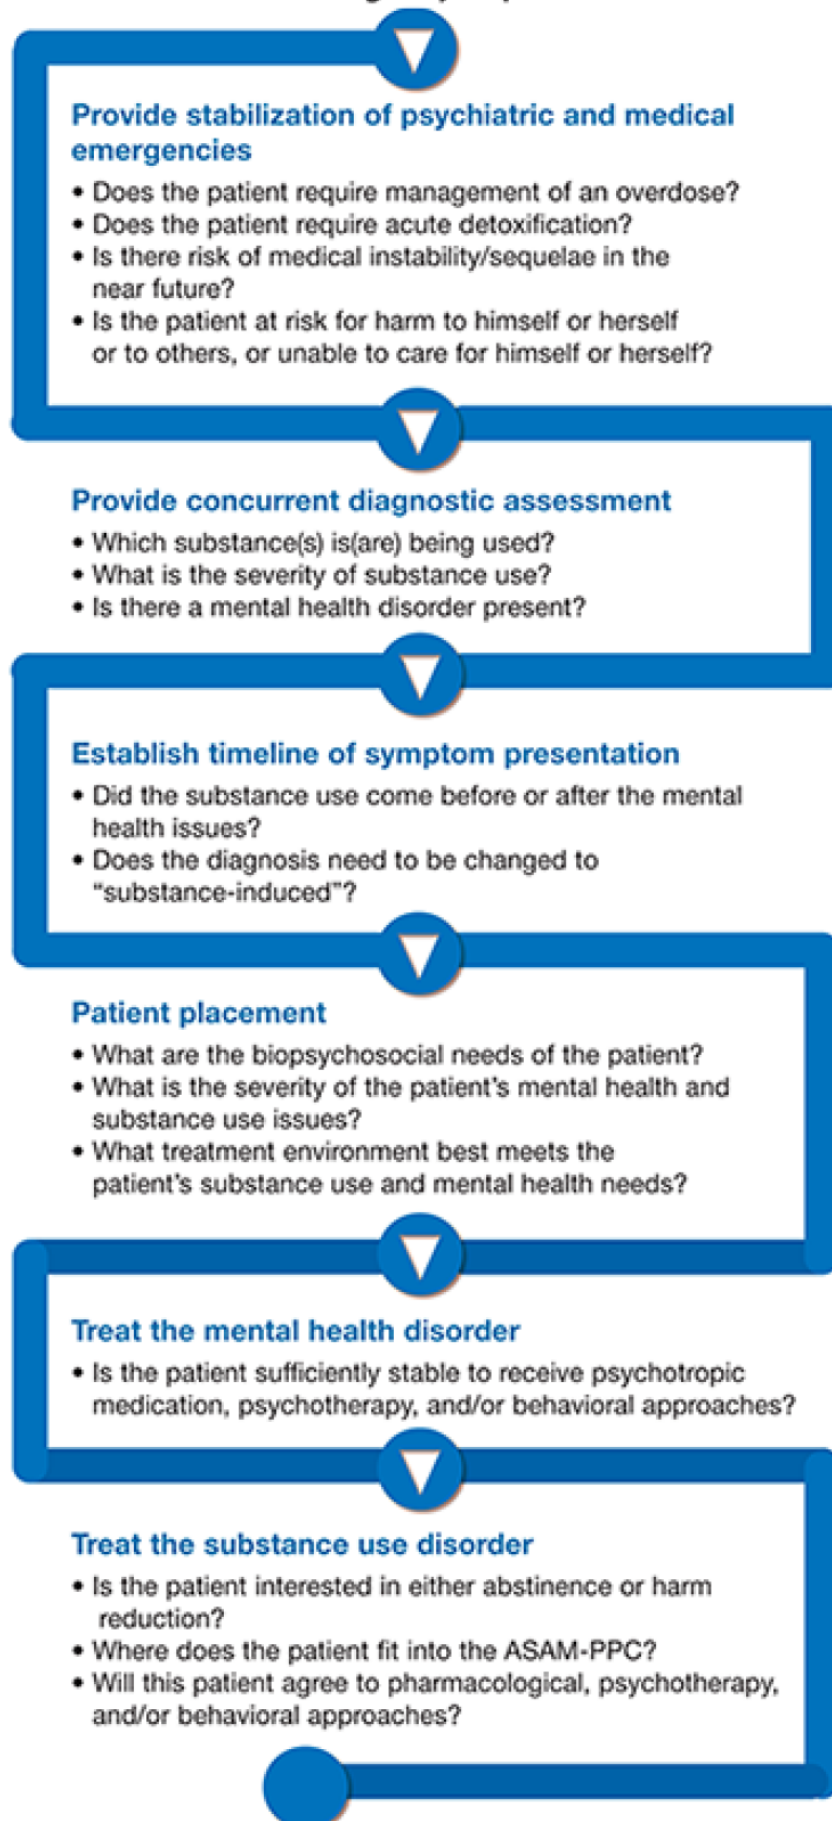 Provide stabilization of psychiatric and medical
emergencies
• Does the patient require management of an overdose?
• Does the patient require acute detoxification?
• Is there risk of medical instability/sequelae in the
near future?
• Is the patient at risk for harm to himself or herself
or to others, or unable to care for himself or herself?
Provide concurrent diagnostic assessment
• Which substance(s) is(are) being used?
• What is the severity of substance use?
• Is there a mental health disorder present?
Establish timeline of symptom presentation
• Did the substance use come before or after the mental
health issues?
• Does the diagnosis need to be changed to
“substance-induced”?
Patient placement
• What are the biopsychosocial needs of the patient?
• What is the severity of the patient’s mental health and
substance use issues?
• What treatment environment best meets the
patient’s substance use and mental health needs?
Treat the mental health disorder
• Is the patient sufficiently stable to receive psychotropic
medication, psychotherapy, and/or behavioral approaches?
Treat the substance use disorder
• Is the patient interested in either abstinence or harm
reduction?
• Where does the patient fit into the ASAM-PPC?
• Will this patient agree to pharmacological, psychotherapy,
and/or behavioral approaches?